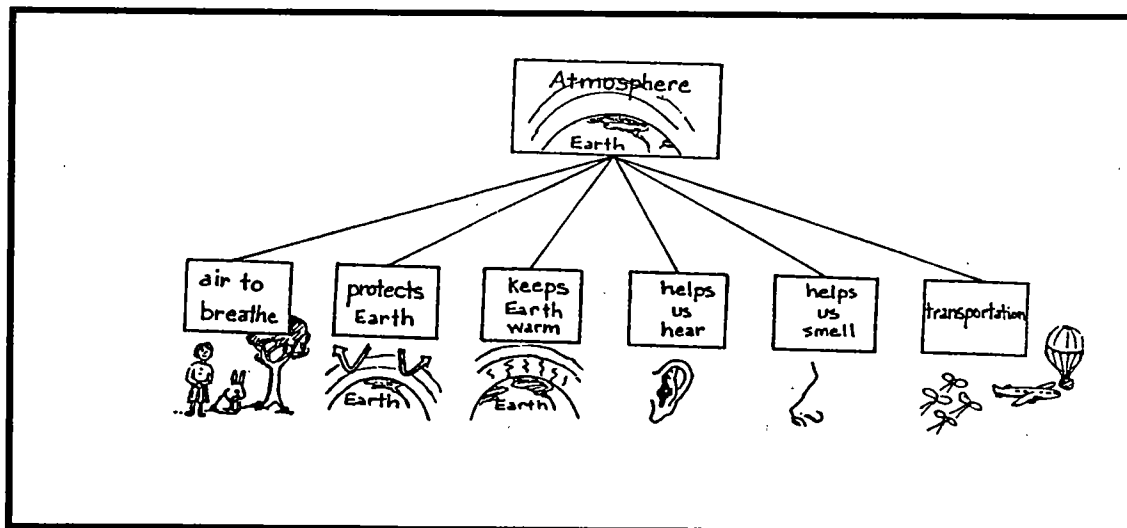 Atmosphere
Earth
air to
breathe
protects
Earth
keeps
Earth
warm
helps
us
hear
helps
us
smell
transportation
Earth
Earth